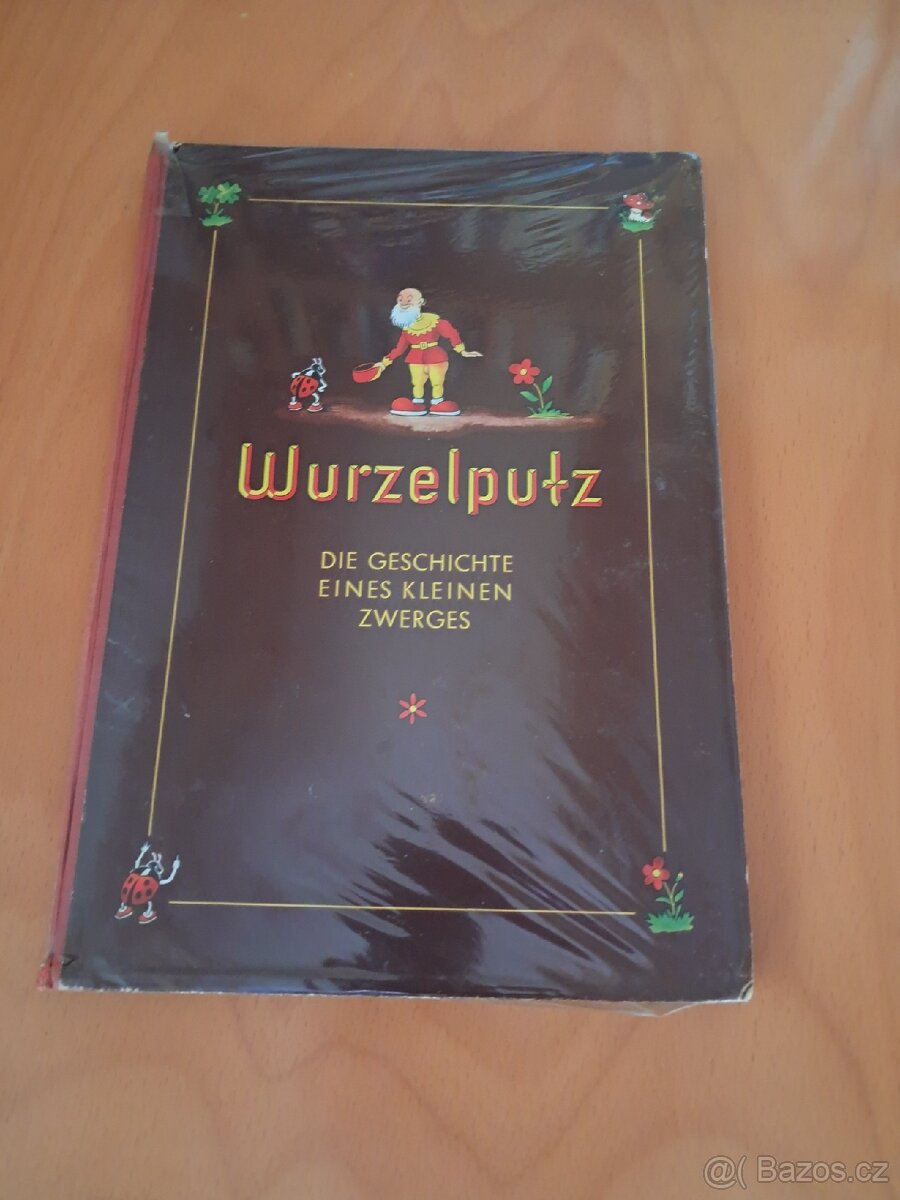 Wurzelputz
DIE GESCHICHTE
EINES KLEINEN
ZWERGES
@( Bazos.cz